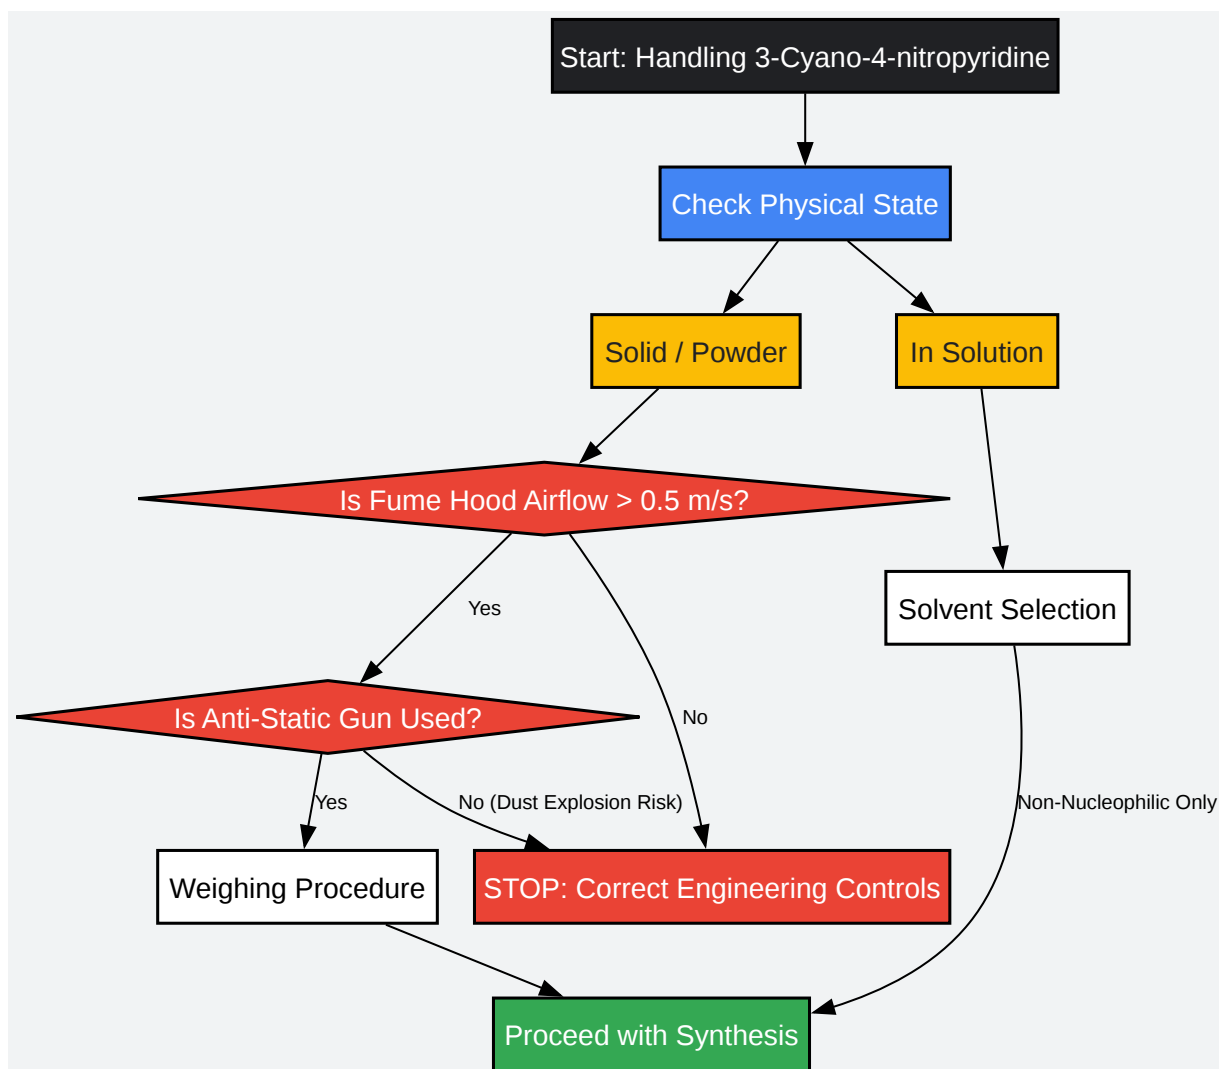 Start: Handling 3-Cyano-4-nitropyridine
Check Physical State
Solid / Powder
In Solution
Is Fume Hood Airflow > 0.5 m/s?
Solvent Selection
Yes
Is Anti-Static Gun Used?
No
Yes
No (Dust Explosion Risk)
Non-Nucleophilic Only
Weighing Procedure
STOP: Correct Engineering Controls
Proceed with Synthesis